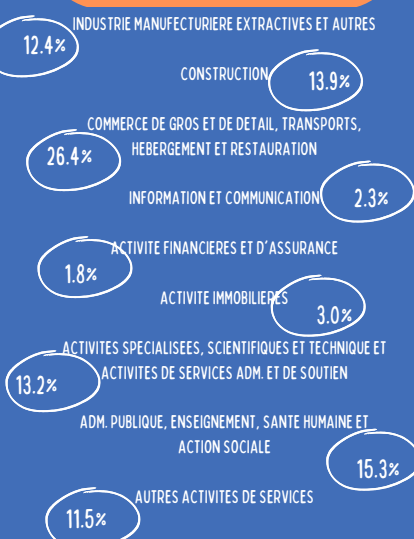 INDUSTRIE MANUFECTURIERE EXTRACTIVES ET AUTRES
12.4%
CONSTRUCTION
13.9%
COMMERCE DE GROS ET DE DETAIL, TRANSPORTS,
HEBERGEMENT ET RESTAURATION
26.4%
INFORMATION ET COMMUNICATION
2.3%
ACTIVITE FINANCIERES ET D'ASSURANCE
1.8%
ACTIVITE IMMOBILIERES
3.0%
ACTIVITES SPECIALISEES, SCIENTIFIQUES ET TECHNIQUE ET
ACTIVITES DE SERVICES ADM. ET DE SOUTIEN
13.2%
ADM. PUBLIQUE, ENSEIGNEMENT, SANTE HUMAINE ET
ACTION SOCIALE
15.3%
AUTRES ACTIVITES DE SERVICES
11.5%